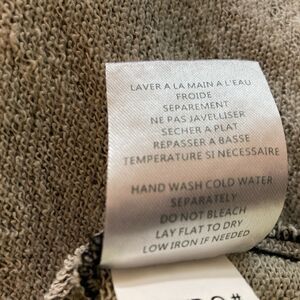 LAVER A LA MAIN A L'EAU
FROIDE
SEPAREMENT
NE PAS JAVELLISER
SECHER A PLAT
REPASSER A BASSE
TEMPERATURE SI NECESSAIRE
HAND WASH COLD WATER
SEPARATELY
DO NOT BLEACH
LAY FLAT TO DRY
LOW IRON IF NEEDED